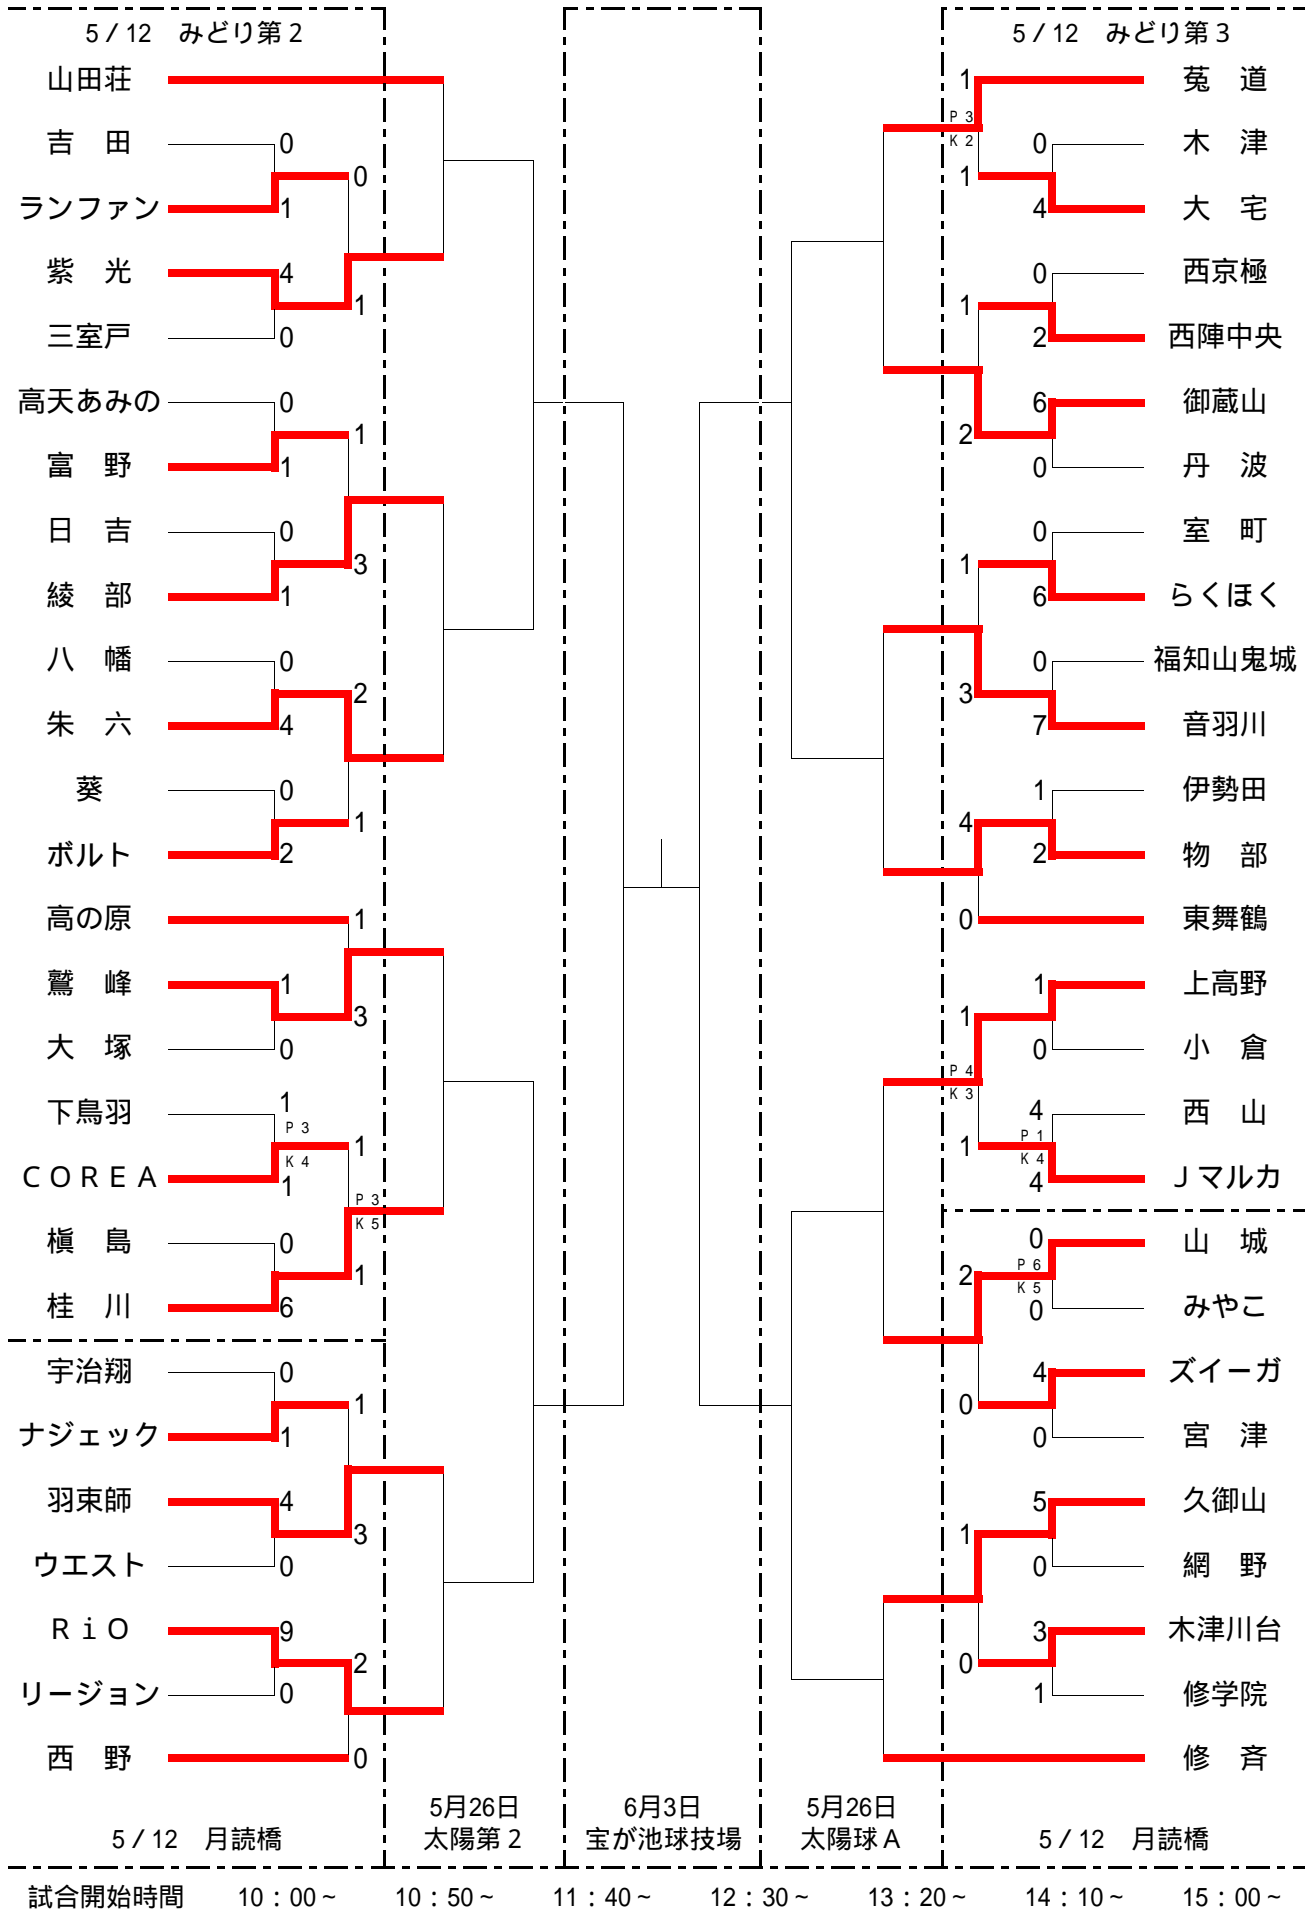 5 / 12　みどり第 2
山田荘
吉　田
0
ランファン
1
0
紫　光
4
三室戸
0
1
高天あみの
0
富　野
1
1
日　吉
0
綾　部
1
3
八　幡
0
朱　六
4
2
葵
0
ボルト
2
1
高の原
1
鷲　峰
1
大　塚
0
3
下鳥羽
1
P 3
K 4
ＣＯＲＥＡ
1
1
P 3
K 5
槇　島
0
桂　川
6
1
宇治翔
0
ナジェック
1
1
羽束師
4
ウエスト
0
3
ＲｉＯ
9
リージョン
0
2
西　野
0
5 / 12　月読橋
5月26日
太陽第 2
6月3日
宝が池球技場
5月26日
太陽球 A
5 / 12　みどり第 3
1
菟　道
P 3
K 2
0
木　津
1
4
大　宅
0
西京極
1
2
西陣中央
6
御蔵山
2
0
丹　波
0
室　町
1
6
らくほく
0
福知山鬼城
3
7
音羽川
1
伊勢田
4
2
物　部
0
東舞鶴
1
上高野
1
0
小　倉
P 4
K 3
4
西　山
1
P 1
K 4
4
Ｊマルカ
0
山　城
2
P 6
K 5
0
みやこ
4
ズイーガ
0
0
宮　津
5
久御山
1
0
網　野
3
木津川台
0
1
修学院
修　斉
5 / 12　月読橋
試合開始時間　10：00～　10：50～　11：40～　12：30～　13：20～　14：10～　15：00～